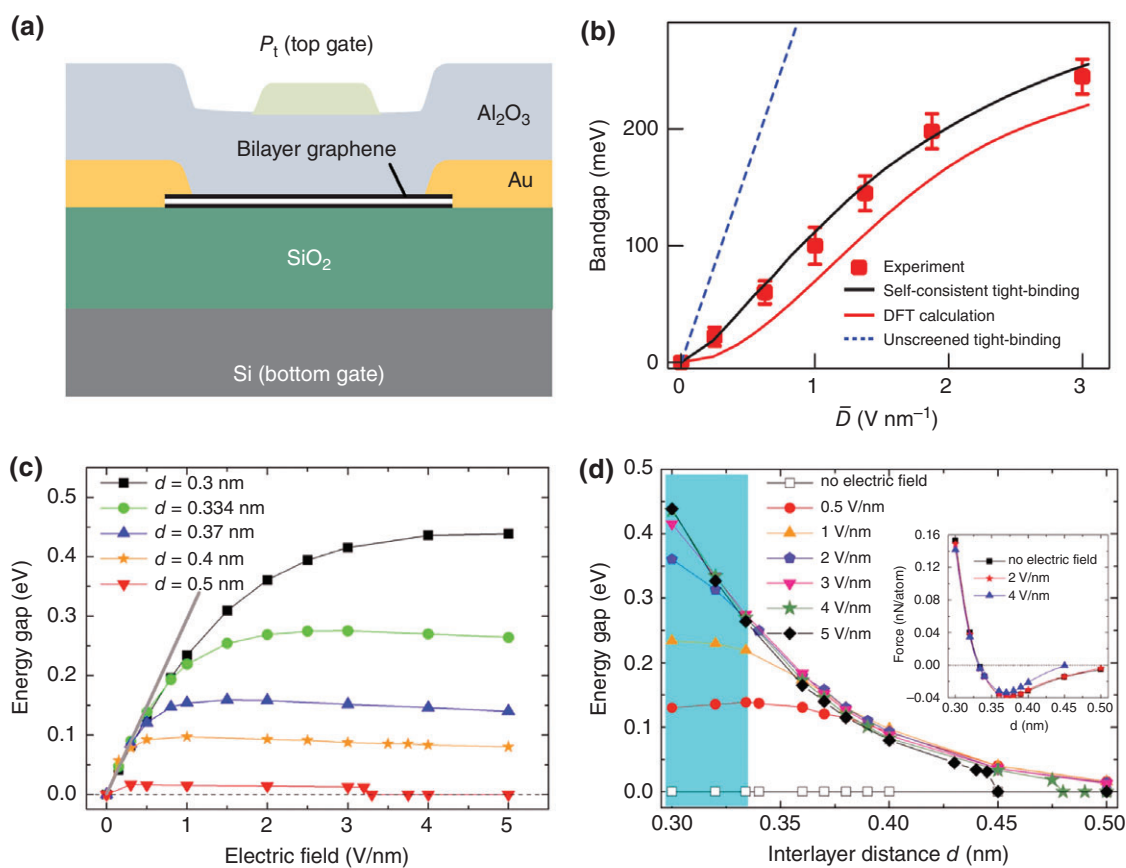 (a)
Pt (top gate)
Al2O3
Bilayer graphene
Au
SiO2
Si (bottom gate)
(b)
Bandgap (meV)
200
100
0
Experiment
Self-consistent tight-binding
DFT calculation
Unscreened tight-binding
0 1 2 3
D̄ (V nm−1)
(c)
Energy gap (eV)
0.5
0.4
0.3
0.2
0.1
0.0
d = 0.3 nm
d = 0.334 nm
d = 0.37 nm
d = 0.4 nm
d = 0.5 nm
0 1 2 3 4 5
Electric field (V/nm)
(d)
Energy gap (eV)
0.5
0.4
0.3
0.2
0.1
0.0
no electric field
0.5 V/nm
1 V/nm
2 V/nm
3 V/nm
4 V/nm
5 V/nm
Force (nN/atom)
0.16
0.12
0.08
0.04
0.00
−0.04
no electric field
2 V/nm
4 V/nm
0.30 0.35 0.40 0.45 0.50
d (nm)
0.30 0.35 0.40 0.45 0.50
Interlayer distance d (nm)